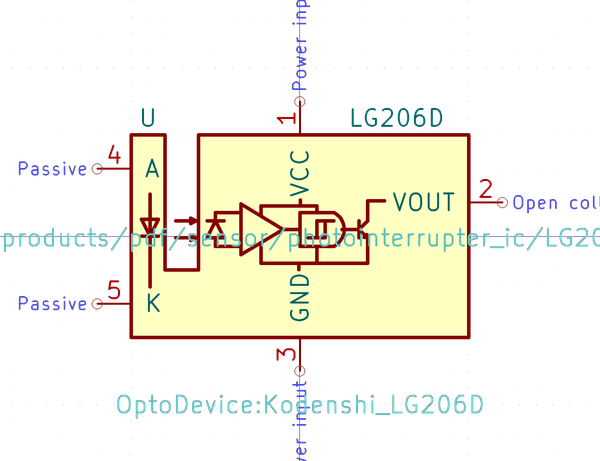 Power inp
1
U
LG206D
Passive
4
A
VCC
VOUT
2
Open coll
products/pdf/sensor/photointerrupter_ic/LG20
Passive
5
K
GND
3
OptoDevice:Kodenshi_LG206D
wer input